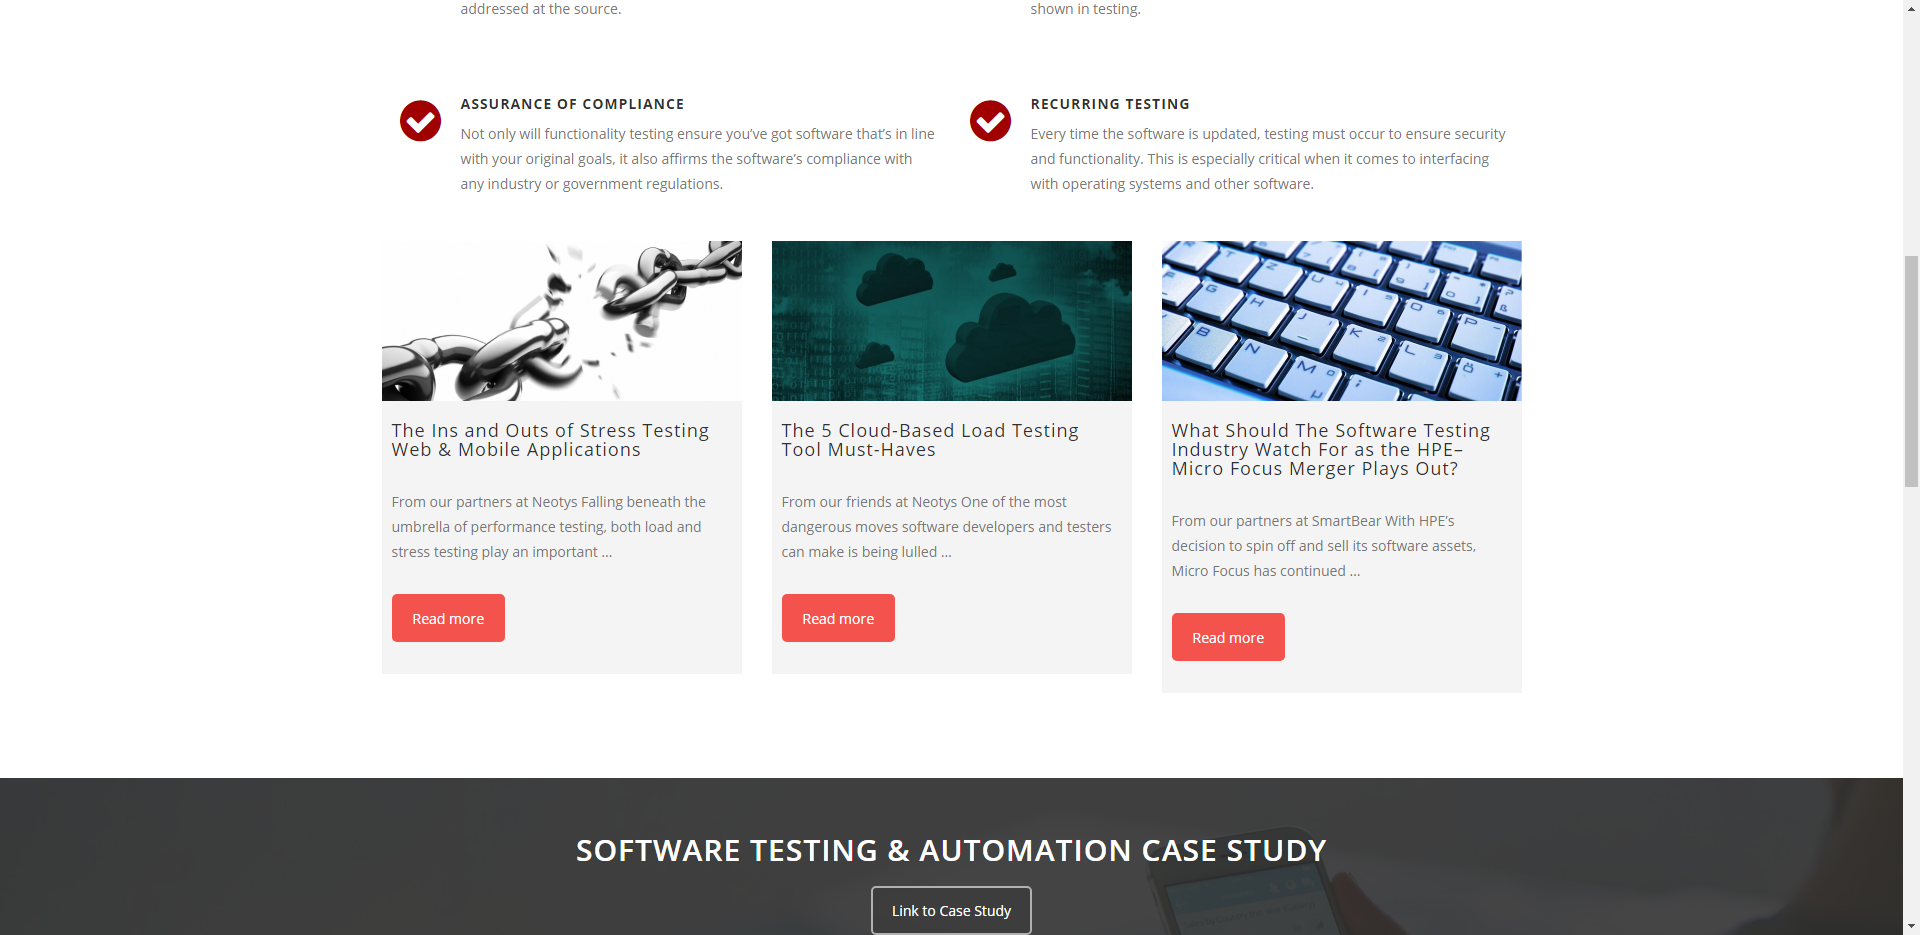 addressed at the source.
shown in testing.
ASSURANCE OF COMPLIANCE
Not only will functionality testing ensure you’ve got software that’s in line
with your original goals, it also affirms the software’s compliance with
any industry or government regulations.
RECURRING TESTING
Every time the software is updated, testing must occur to ensure security
and functionality. This is especially critical when it comes to interfacing
with operating systems and other software.
The Ins and Outs of Stress Testing
Web & Mobile Applications
From our partners at Neotys Falling beneath the
umbrella of performance testing, both load and
stress testing play an important ...
Read more
The 5 Cloud-Based Load Testing
Tool Must-Haves
From our friends at Neotys One of the most
dangerous moves software developers and testers
can make is being lulled ...
Read more
What Should The Software Testing
Industry Watch For as the HPE–
Micro Focus Merger Plays Out?
From our partners at SmartBear With HPE’s
decision to spin off and sell its software assets,
Micro Focus has continued ...
Read more
SOFTWARE TESTING & AUTOMATION CASE STUDY
Link to Case Study